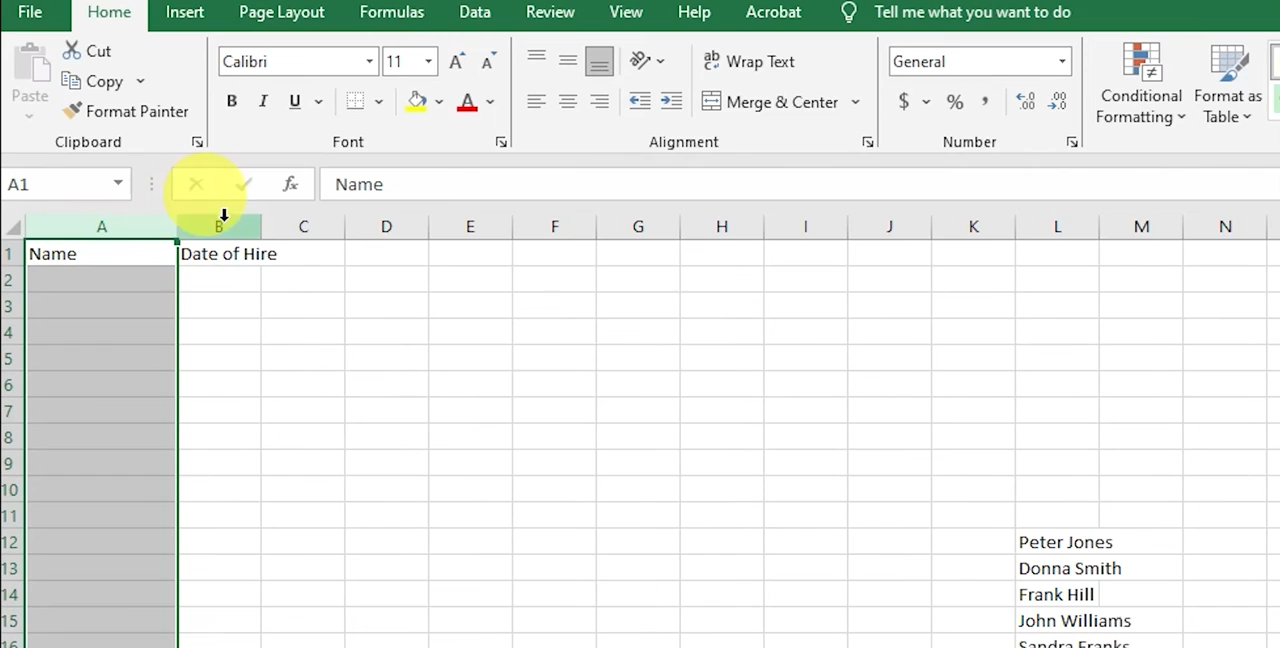 File Home Insert Page Layout Formulas Data Review View Help Acrobat Tell me what you want to do
Paste
Cut
Copy
Format Painter
Clipboard
Calibri 11
B I U
Font
Wrap Text
Merge & Center
Alignment
General
$ % ,
Number
Conditional
Formatting
Format as
Table
A1 fx Name
A B C D E F G H I J K L M N
1 Name Date of Hire
2
3
4
5
6
7
8
9
10
11
12 Peter Jones
13 Donna Smith
14 Frank Hill
15 John Williams
16 Sandra Franks